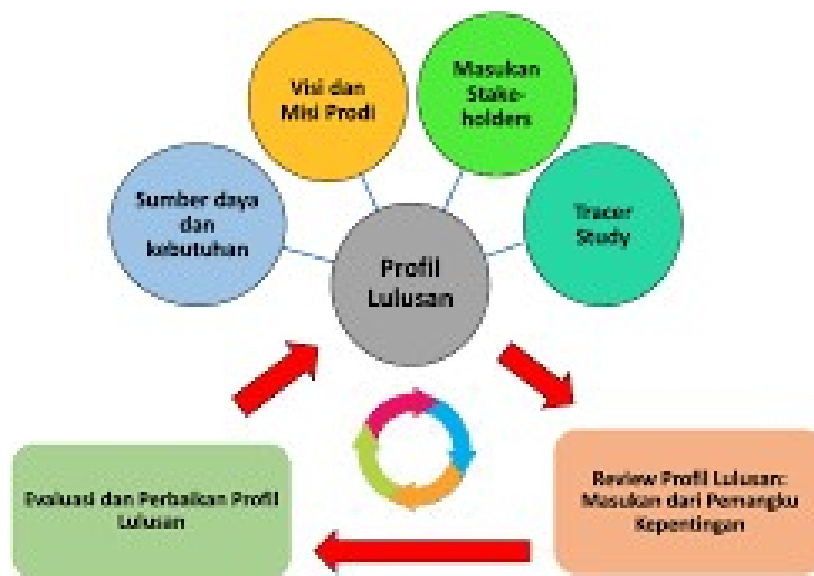 Visi dan
Misi Prodi
Masukan
Stake-
holders
Sumber daya
dan
kebutuhan
Tracer
Study
Profil
Lulusan
Evaluasi dan Perbaikan Profil
Lulusan
Review Profil Lulusan:
Masukan dari Pemangku
Kepentingan